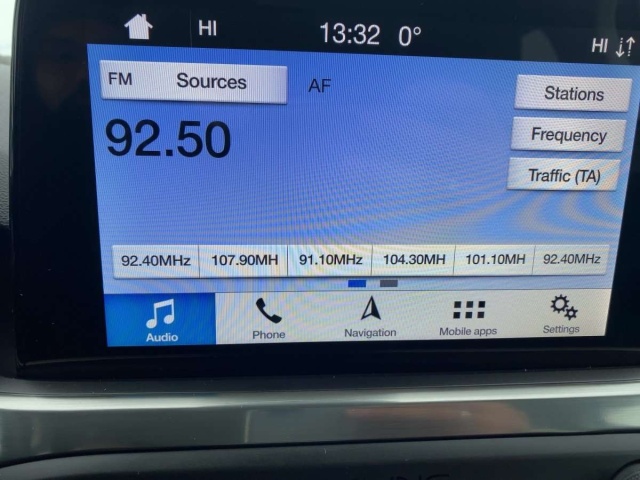 HI 13:32 0° HI
FM Sources AF Stations
92.50 Frequency
Traffic (TA)
92.40MHz 107.90MH 91.10MHz 104.30MH 101.10MH 92.40MHz
Audio Phone Navigation Mobile apps Settings